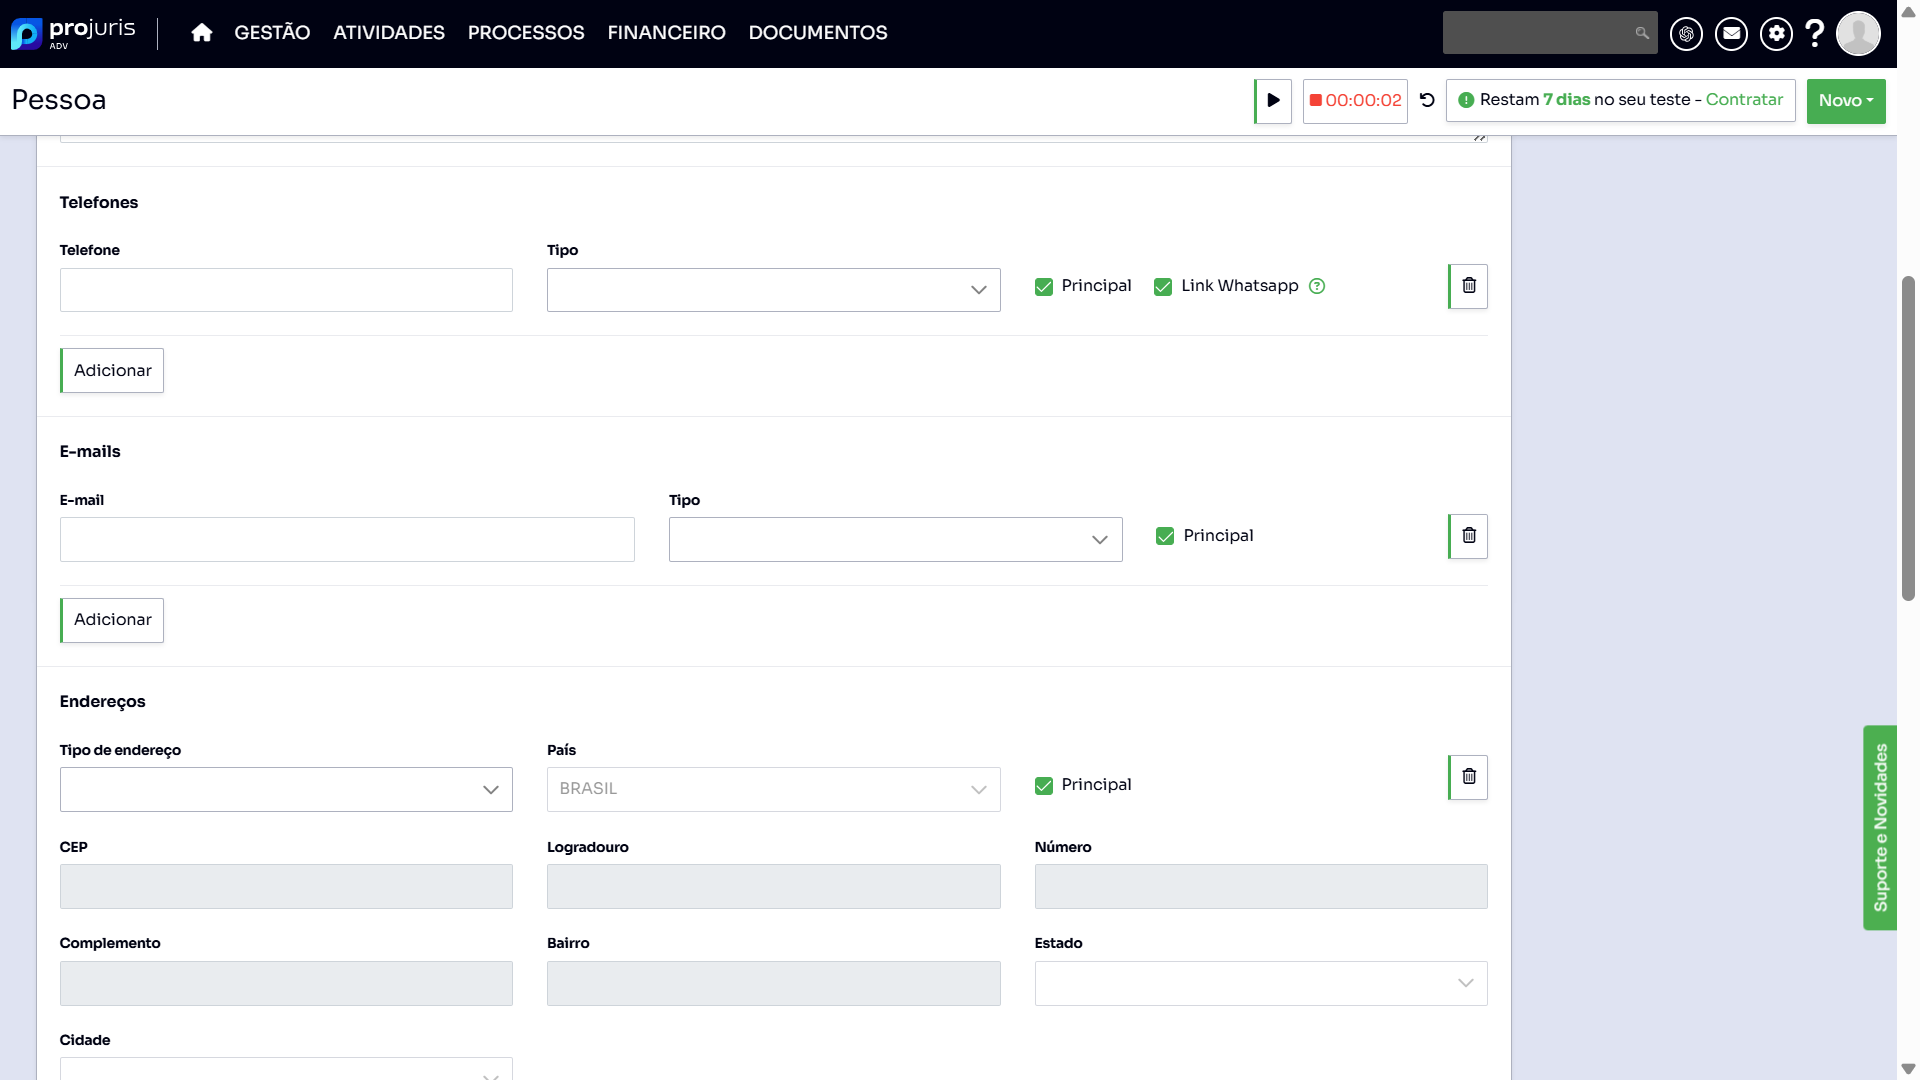 projuris
ADV
GESTÃO ATIVIDADES PROCESSOS FINANCEIRO DOCUMENTOS
Pessoa
00:00:02
Restam 7 dias no seu teste - Contratar
Novo
Telefones
Telefone
Tipo
Principal
Link Whatsapp
Adicionar
E-mails
E-mail
Tipo
Principal
Adicionar
Endereços
Tipo de endereço
País
BRASIL
Principal
CEP
Logradouro
Número
Complemento
Bairro
Estado
Cidade
Suporte e Novidades